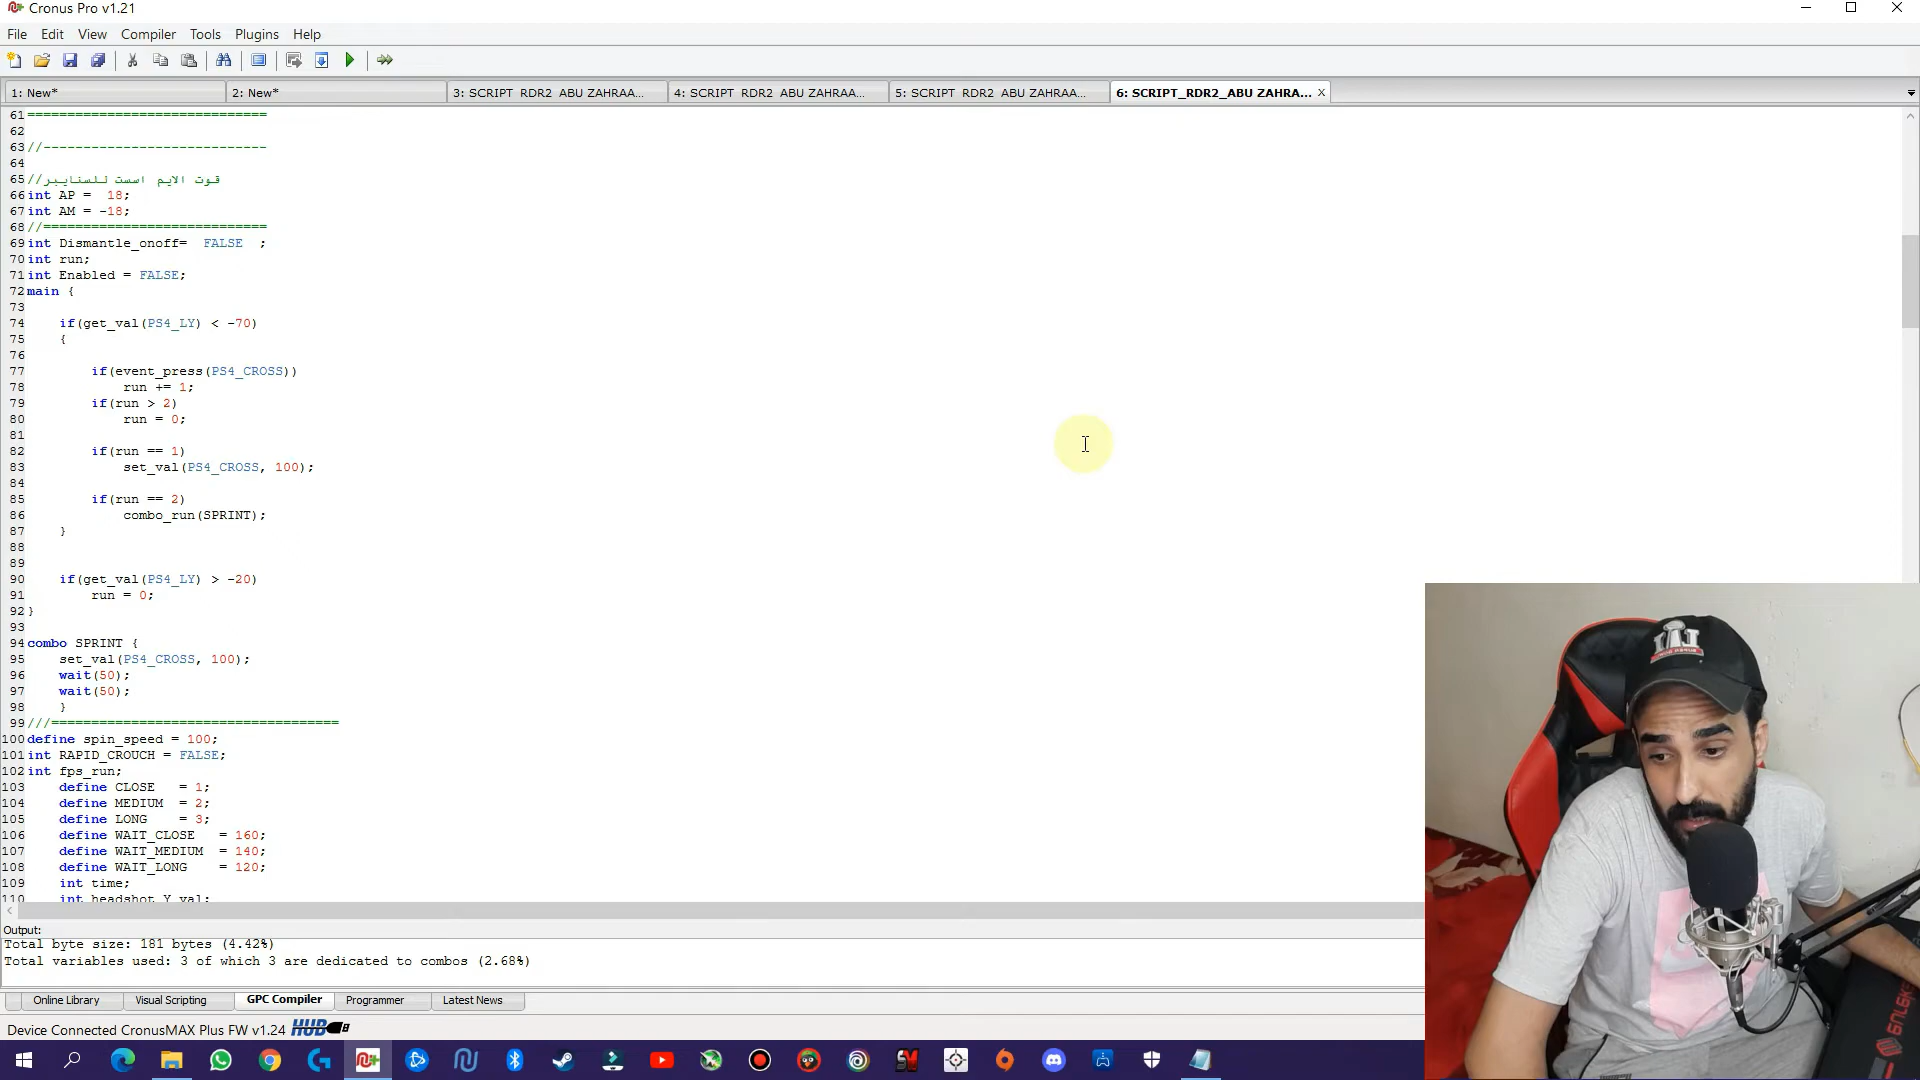 Cronus Pro v1.21
File Edit View Compiler Tools Plugins Help
1: New* 2: New* 3: SCRIPT_RDR2_ABU ZAHRAA... 4: SCRIPT_RDR2_ABU ZAHRAA... 5: SCRIPT_RDR2_ABU ZAHRAA... 6: SCRIPT_RDR2_ABU ZAHRA... x
61 ==============================
62
63 //----------------------------
64
65 //قوت الايم اسست للسنايبر
66 int AP =  18;
67 int AM = -18;
68 //============================
69 int Dismantle_onoff=  FALSE  ;
70 int run;
71 int Enabled = FALSE;
72 main {
73
74     if(get_val(PS4_LY) < -70)
75     {
76
77         if(event_press(PS4_CROSS))
78             run += 1;
79         if(run > 2)
80             run = 0;
81
82         if(run == 1)
83             set_val(PS4_CROSS, 100);
84
85         if(run == 2)
86             combo_run(SPRINT);
87     }
88
89
90     if(get_val(PS4_LY) > -20)
91         run = 0;
92 }
93
94 combo SPRINT {
95     set_val(PS4_CROSS, 100);
96     wait(50);
97     wait(50);
98     }
99 ///====================================
100 define spin_speed = 100;
101 int RAPID_CROUCH = FALSE;
102 int fps_run;
103     define CLOSE   = 1;
104     define MEDIUM  = 2;
105     define LONG    = 3;
106     define WAIT_CLOSE   = 160;
107     define WAIT_MEDIUM  = 140;
108     define WAIT_LONG    = 120;
109     int time;
110     int headshot_Y_val;
Output:
Total byte size: 181 bytes (4.42%)
Total variables used: 3 of which 3 are dedicated to combos (2.68%)
Online Library Visual Scripting GPC Compiler Programmer Latest News
Device Connected CronusMAX Plus FW v1.24 HUB